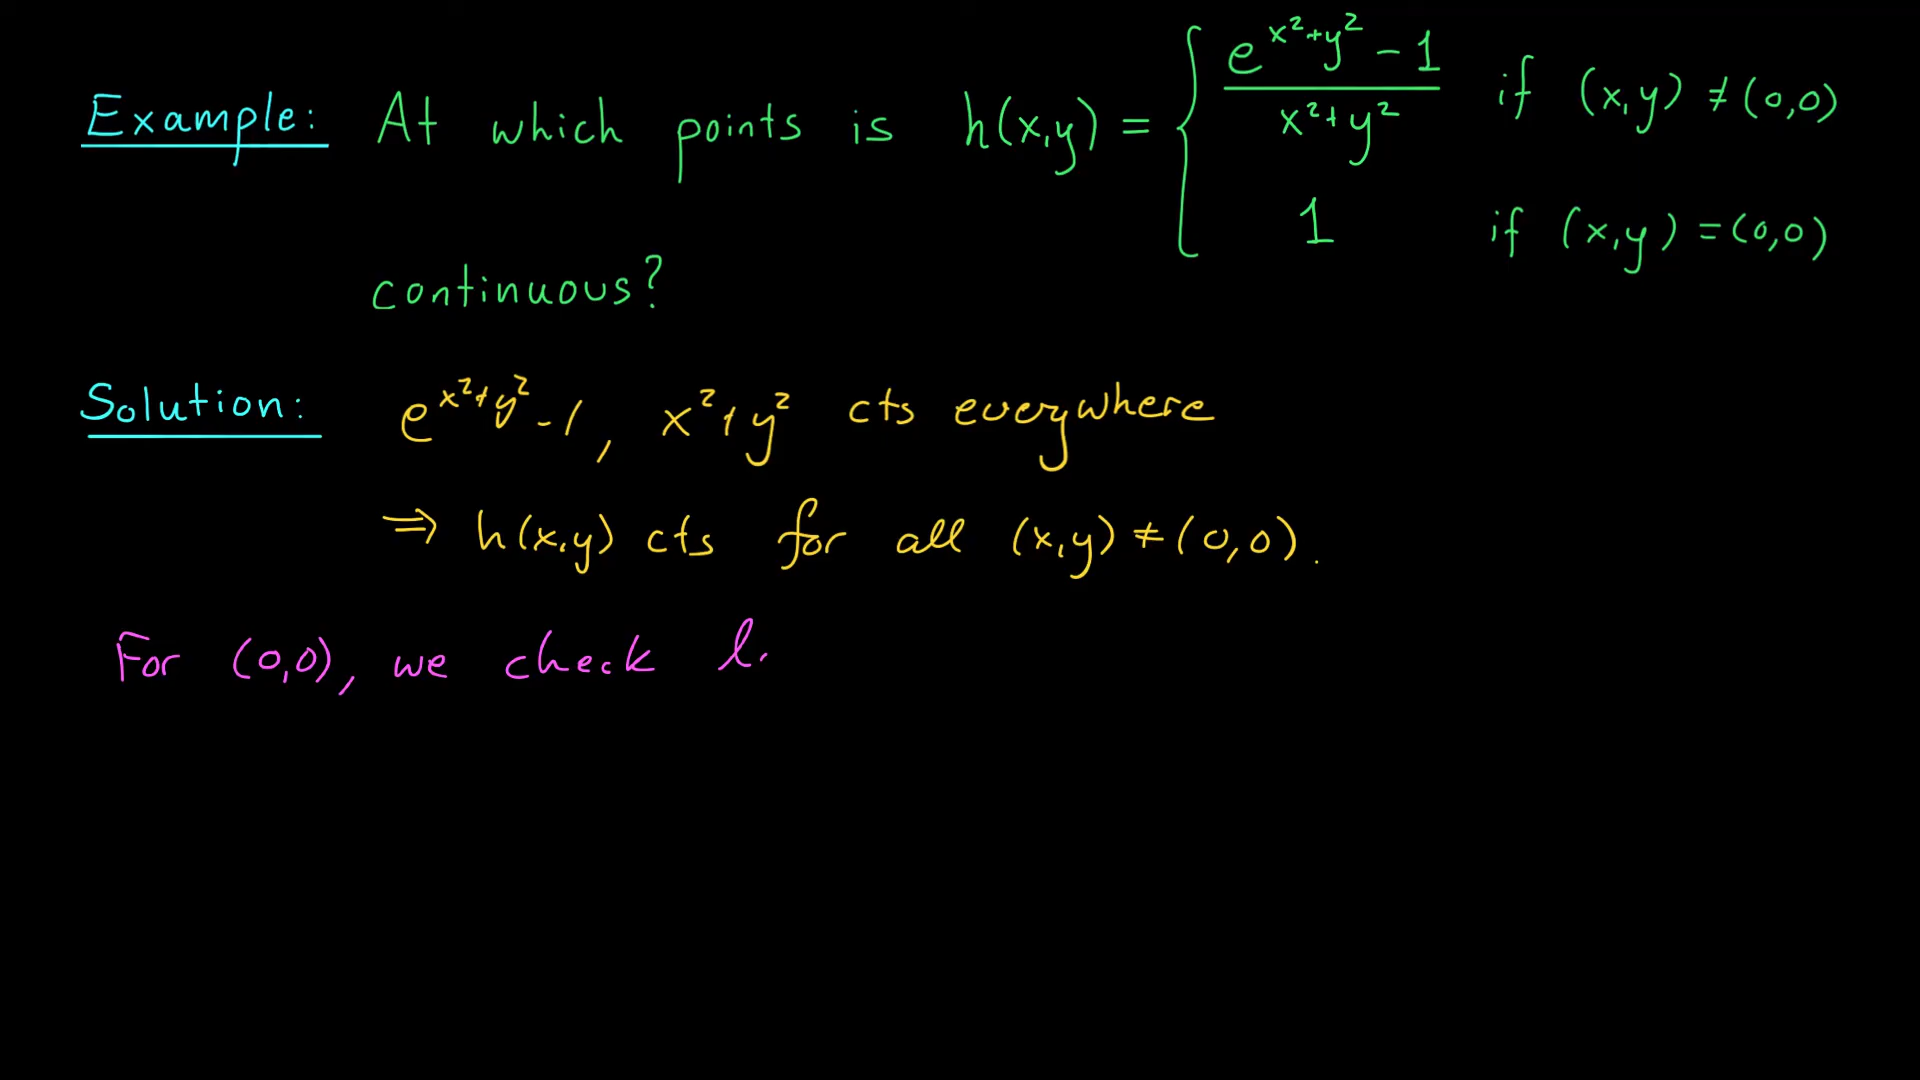 Example: At which points is h(x,y) = { (e^(x²+y²) - 1)/(x²+y²) if (x,y) ≠ (0,0)
1 if (x,y) = (0,0)
continuous?
Solution: e^(x²+y²) - 1, x²+y² cts everywhere
⇒ h(x,y) cts for all (x,y) ≠ (0,0).
For (0,0), we check l